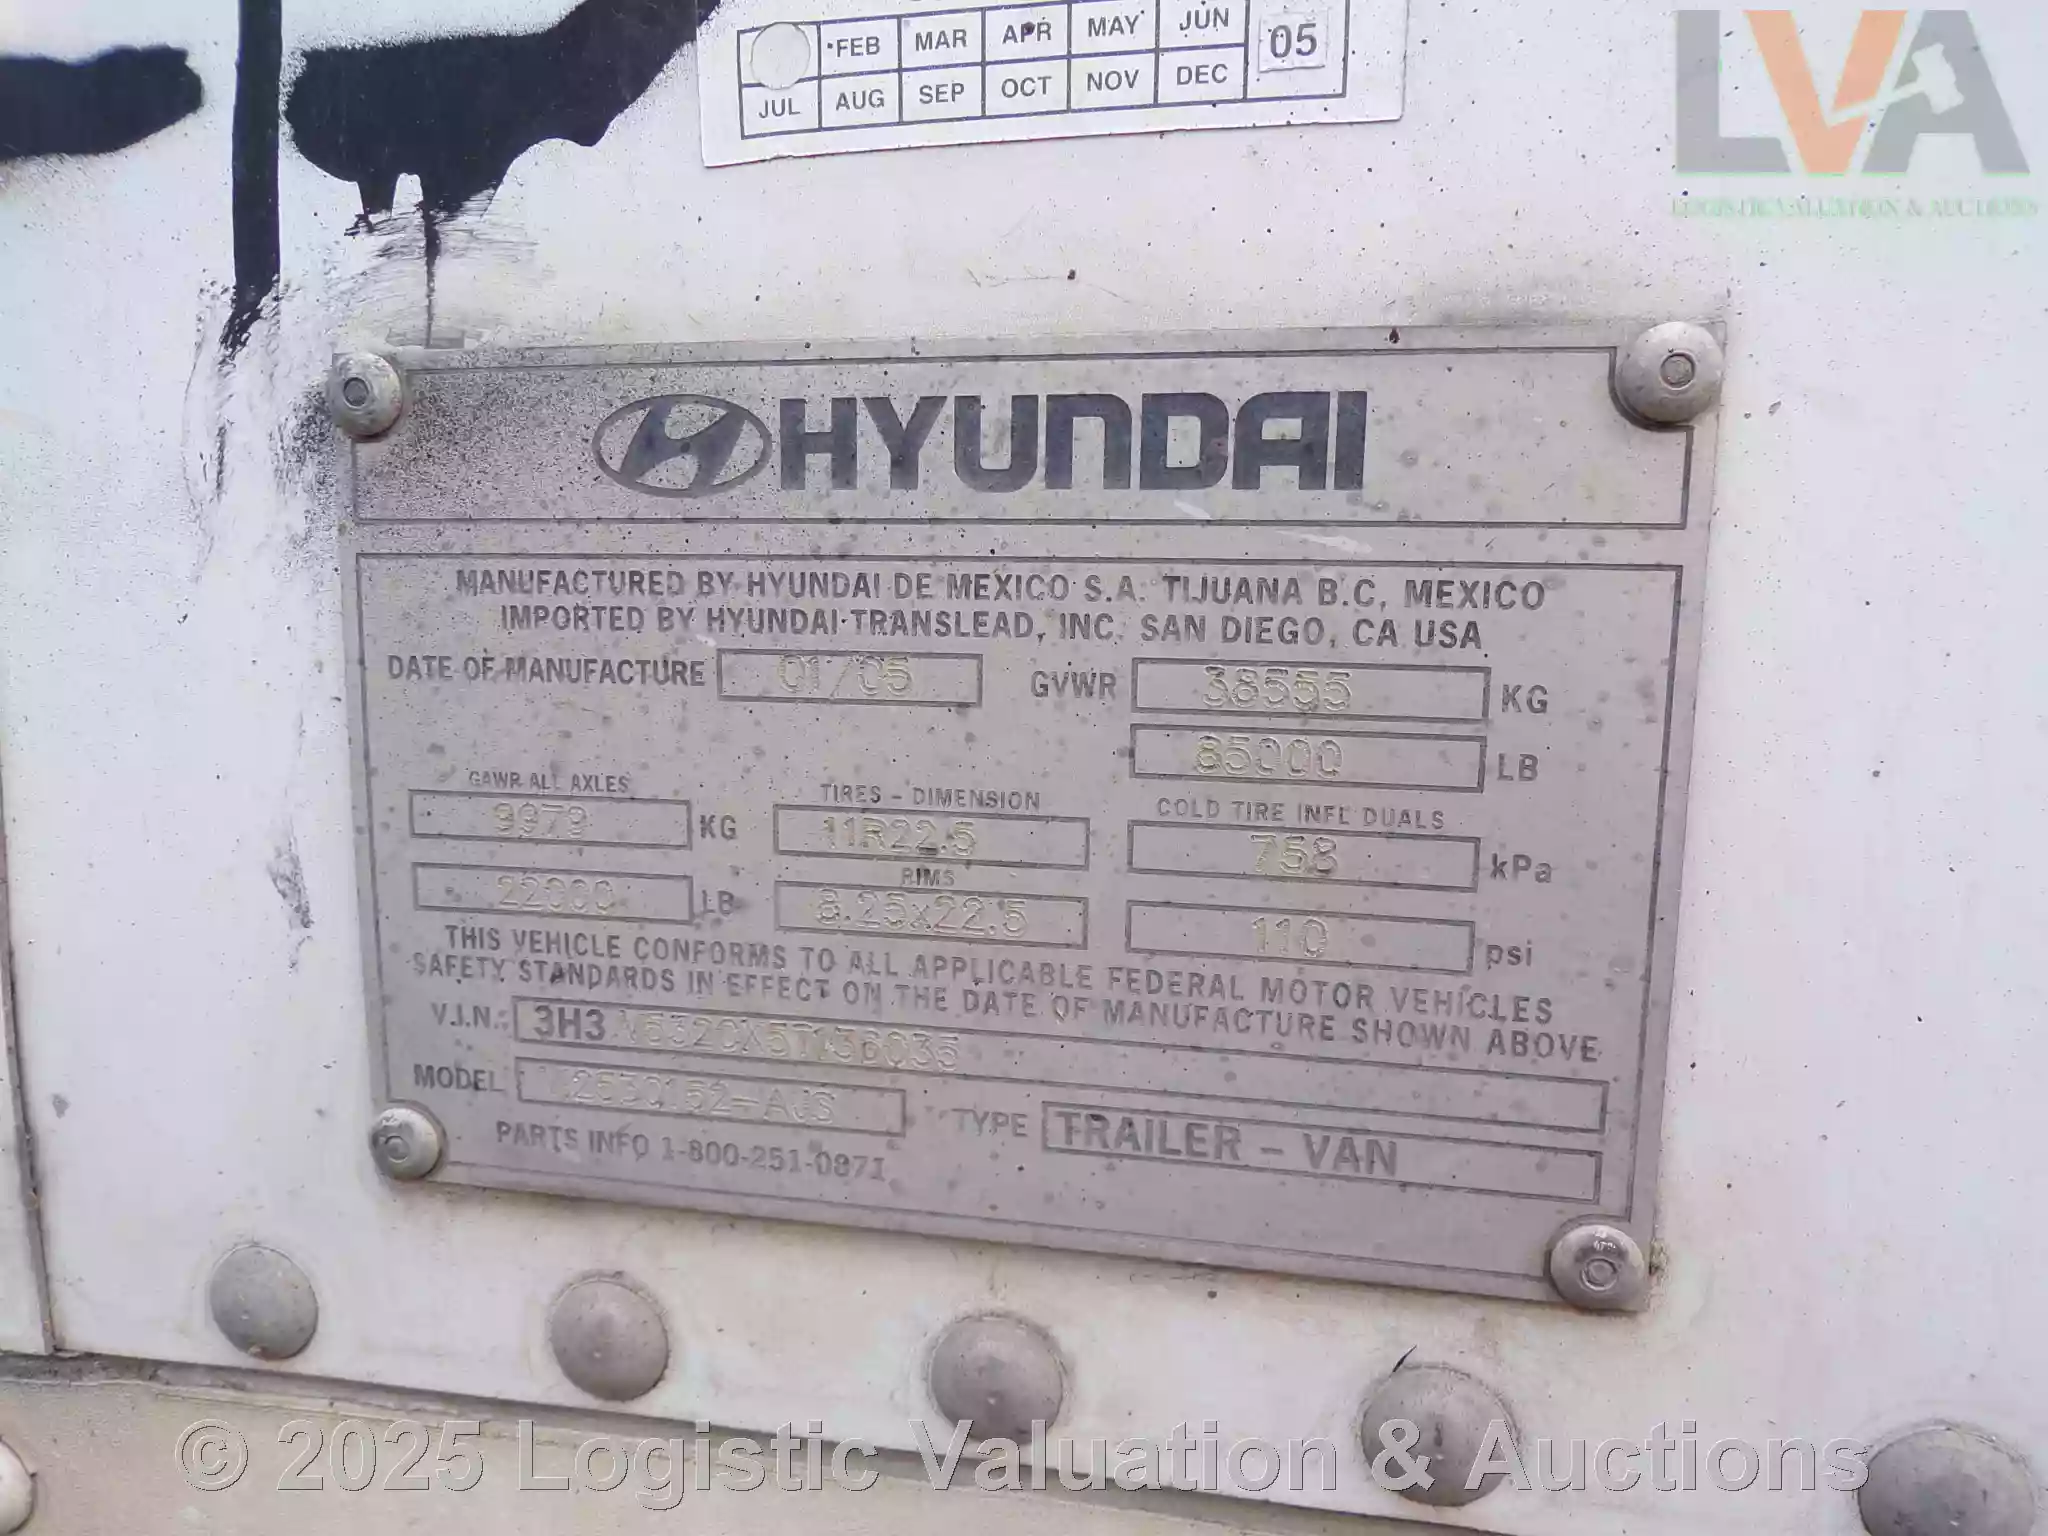 FEB MAR APR MAY JUN 05
JUL AUG SEP OCT NOV DEC
LVA
LOGISTIC VALUATION & AUCTIONS
HYUNDAI
MANUFACTURED BY HYUNDAI DE MEXICO S.A. TIJUANA B.C, MEXICO
IMPORTED BY HYUNDAI TRANSLEAD, INC. SAN DIEGO, CA USA
DATE OF MANUFACTURE 01/05 GVWR 38555 KG
85000 LB
GAWR ALL AXLES TIRES - DIMENSION COLD TIRE INFL DUALS
9979 KG 11R22.5 758 kPa
RIMS
22000 LB 8.25x22.5 110 psi
THIS VEHICLE CONFORMS TO ALL APPLICABLE FEDERAL MOTOR VEHICLES
SAFETY STANDARDS IN EFFECT ON THE DATE OF MANUFACTURE SHOWN ABOVE
V.I.N.: 3H3V532CX5T136035
MODEL TYPE TRAILER - VAN
PARTS INFO 1-800-251-0871
© 2025 Logistic Valuation & Auctions